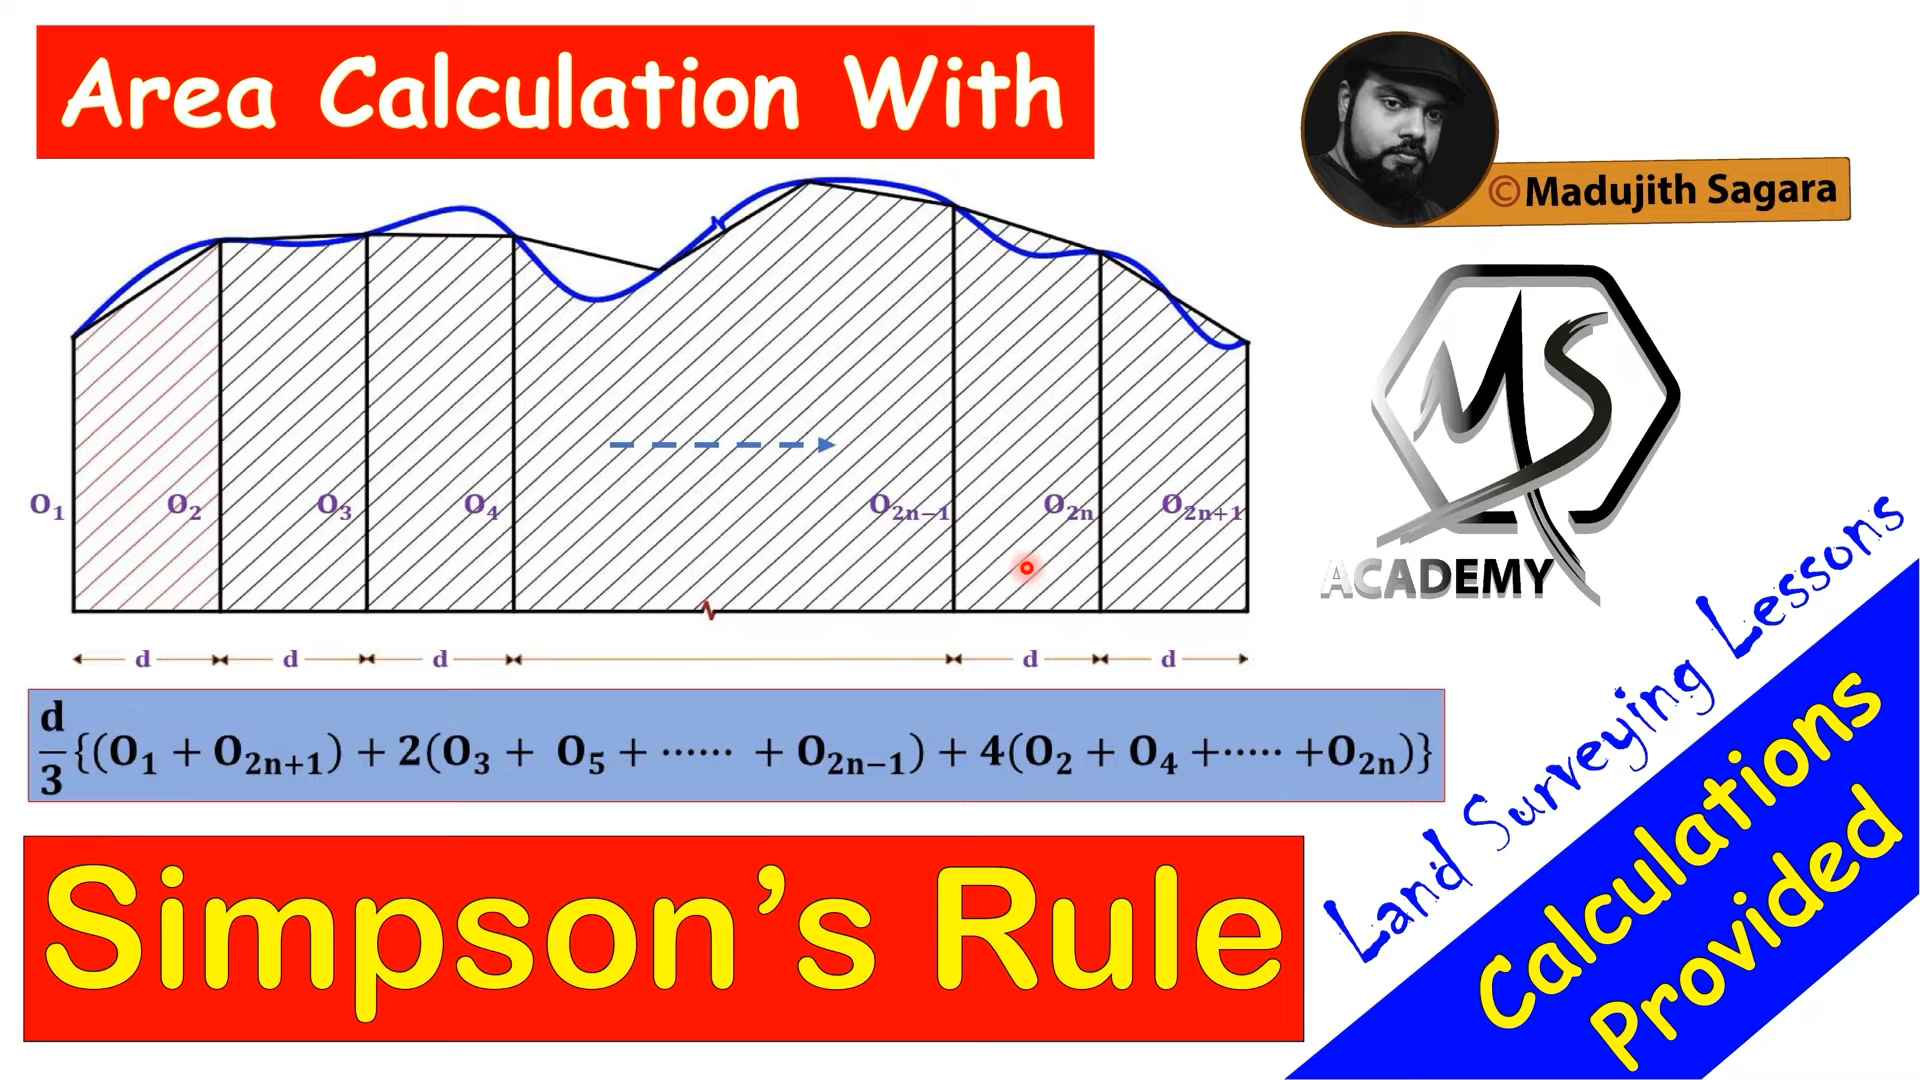 Area Calculation With
©Madujith Sagara
MS
ACADEMY
O₁ O₂ O₃ O₄ O₂ₙ₋₁ O₂ₙ O₂ₙ₊₁
d d d d d
d/3{(O₁ + O₂ₙ₊₁) + 2(O₃ + O₅ + ⋯⋯ + O₂ₙ₋₁) + 4(O₂ + O₄ +⋯⋯ +O₂ₙ)}
Simpson’s Rule
Land Surveying Lessons
Calculations
Provided